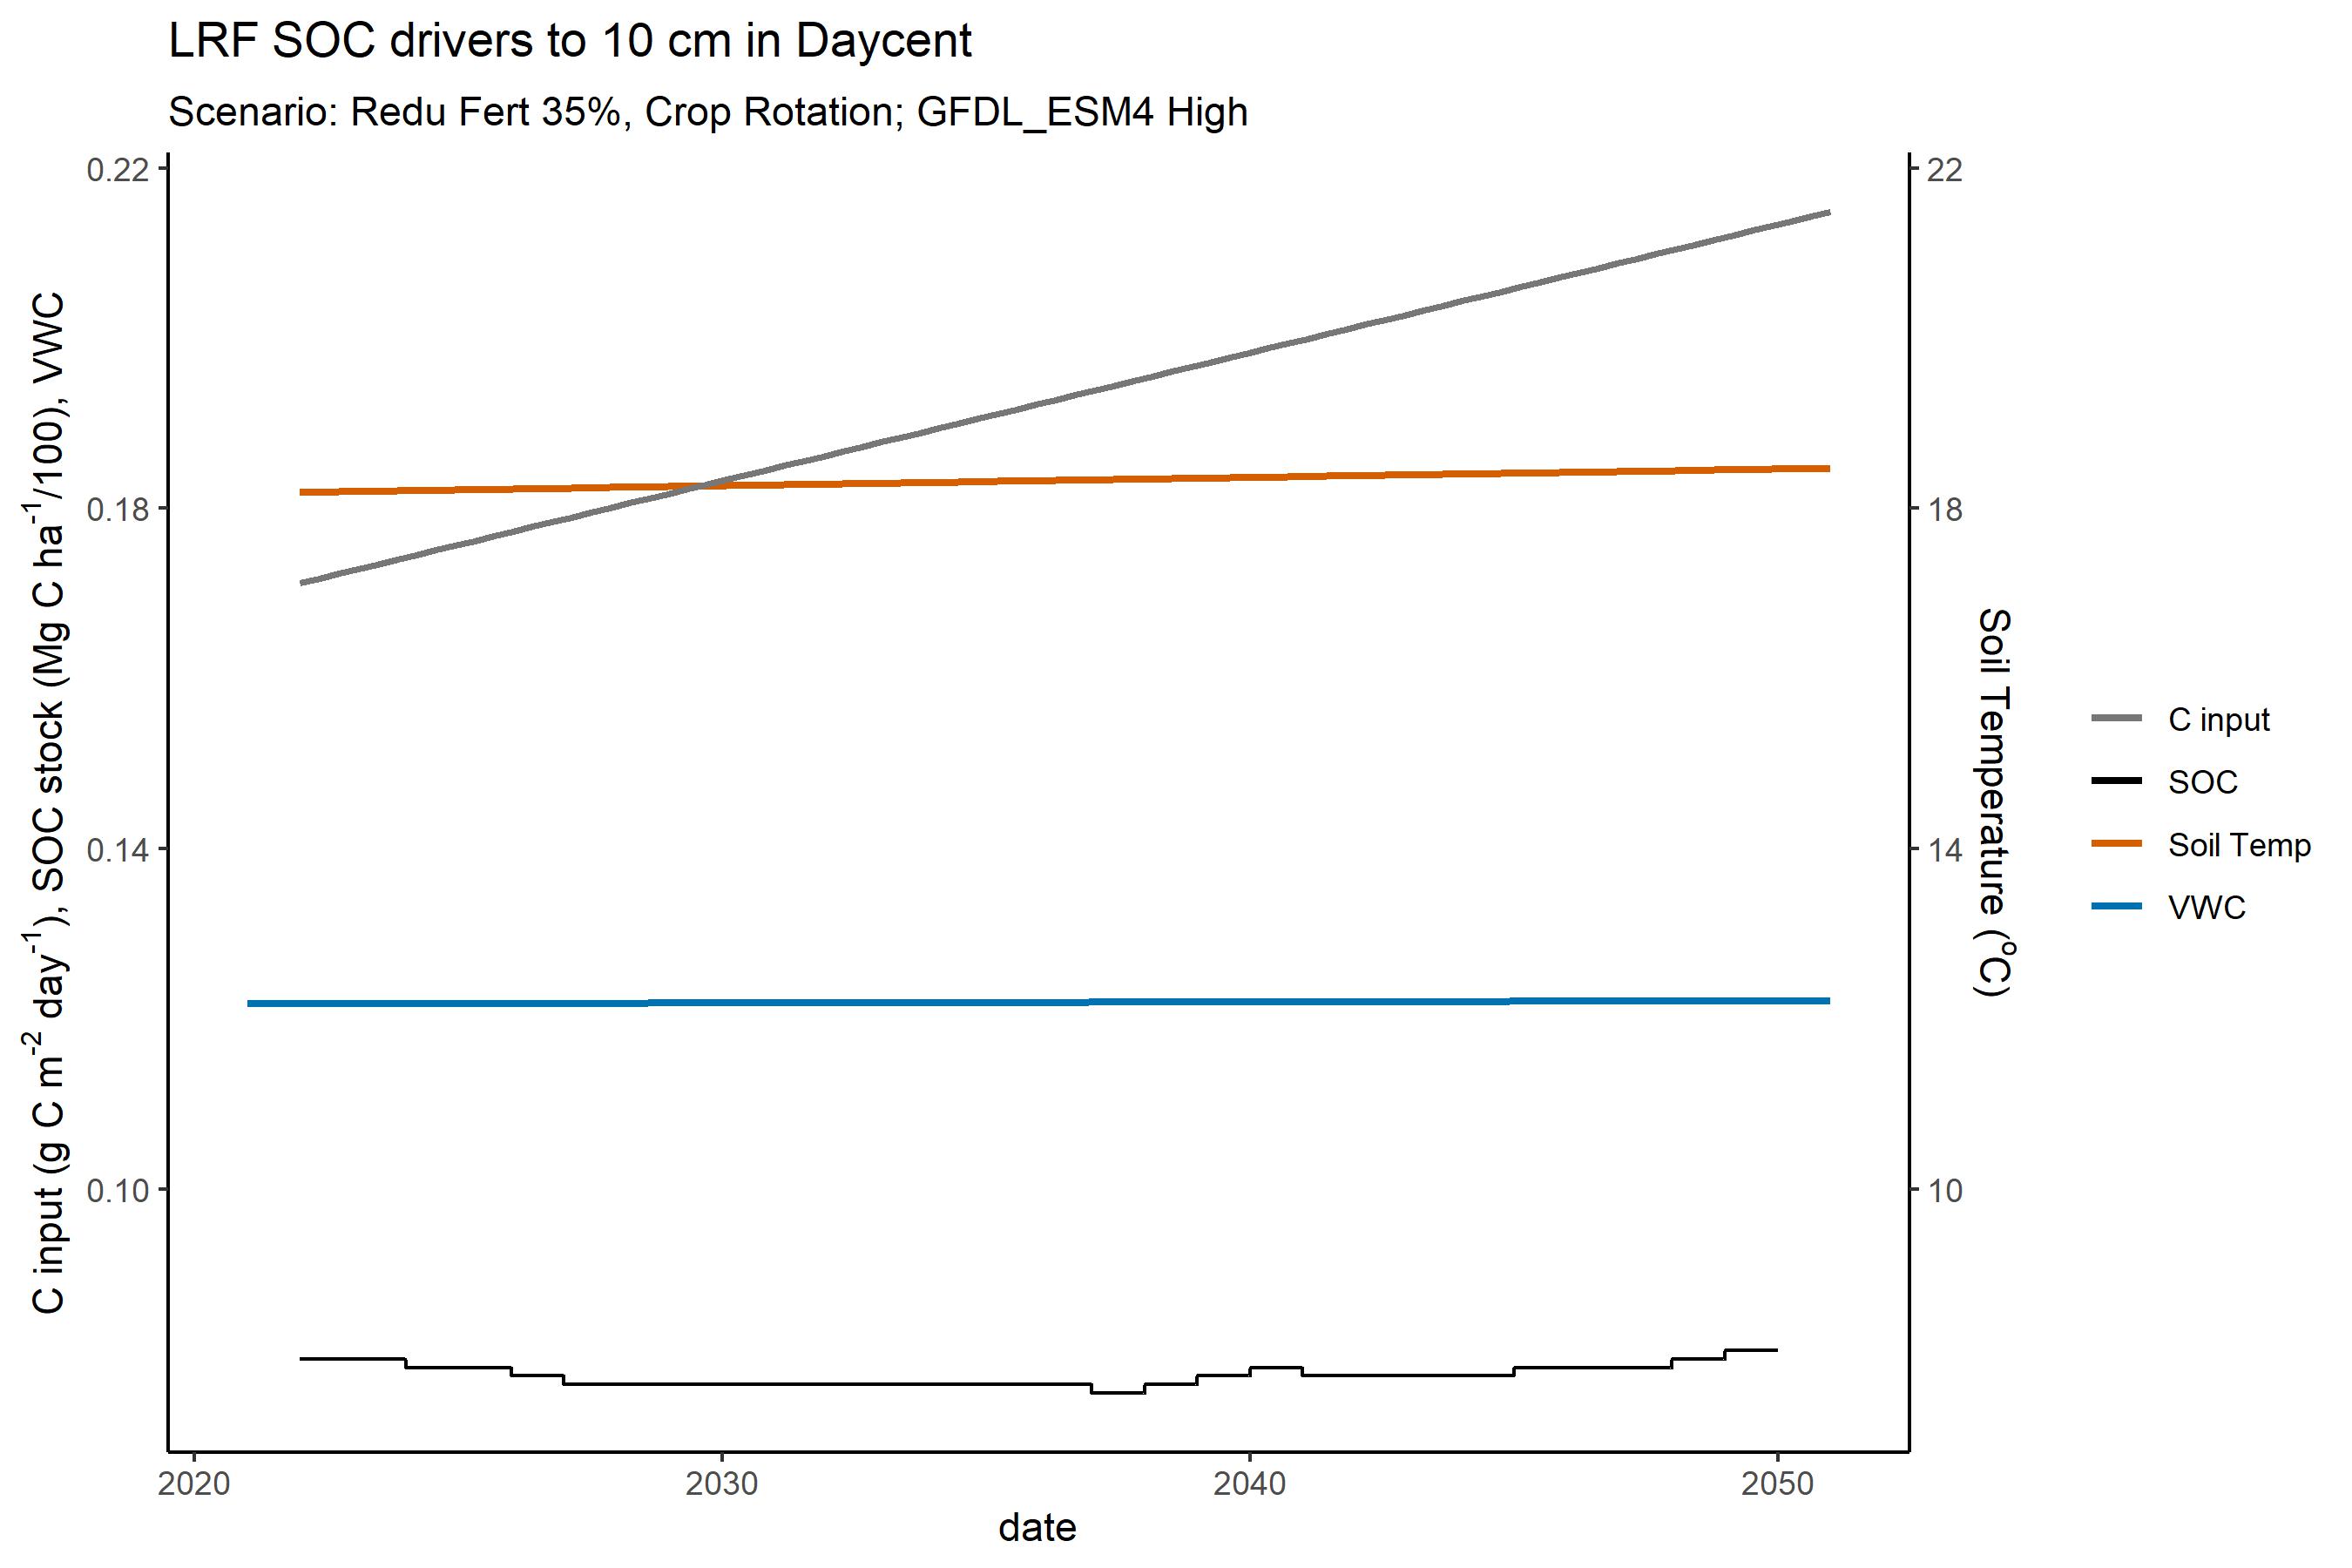 LRF SOC drivers to 10 cm in Daycent
Scenario: Redu Fert 35%, Crop Rotation; GFDL_ESM4 High
C input (g C m⁻² day⁻¹), SOC stock (Mg C ha⁻¹/100), VWC
0.22
0.18
0.14
0.10
2020
2030
2040
2050
date
22
18
14
10
Soil Temperature (ᵒC)
C input
SOC
Soil Temp
VWC